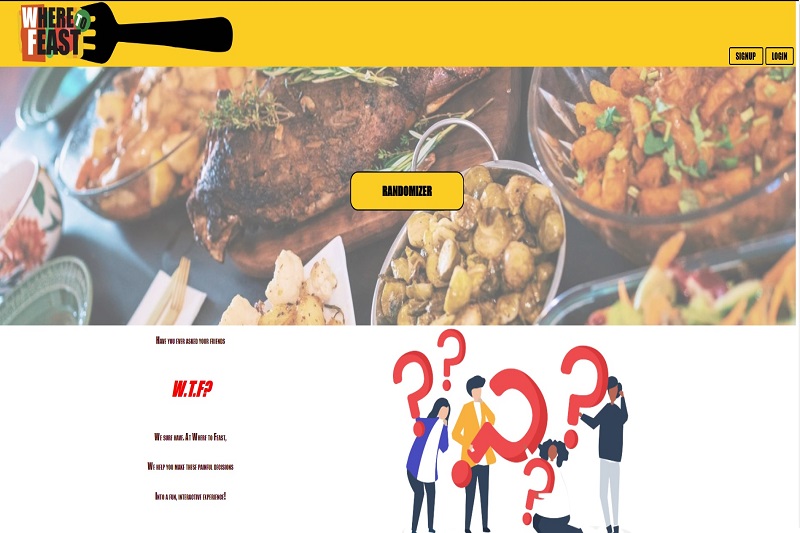 WHERE TO
FEAST
SIGNUP LOGIN
RANDOMIZER
Have you ever asked your friends
W.T.F?
We sure have. At Where to Feast,
We help you make these painful decisions
Into a fun, interactive experience!